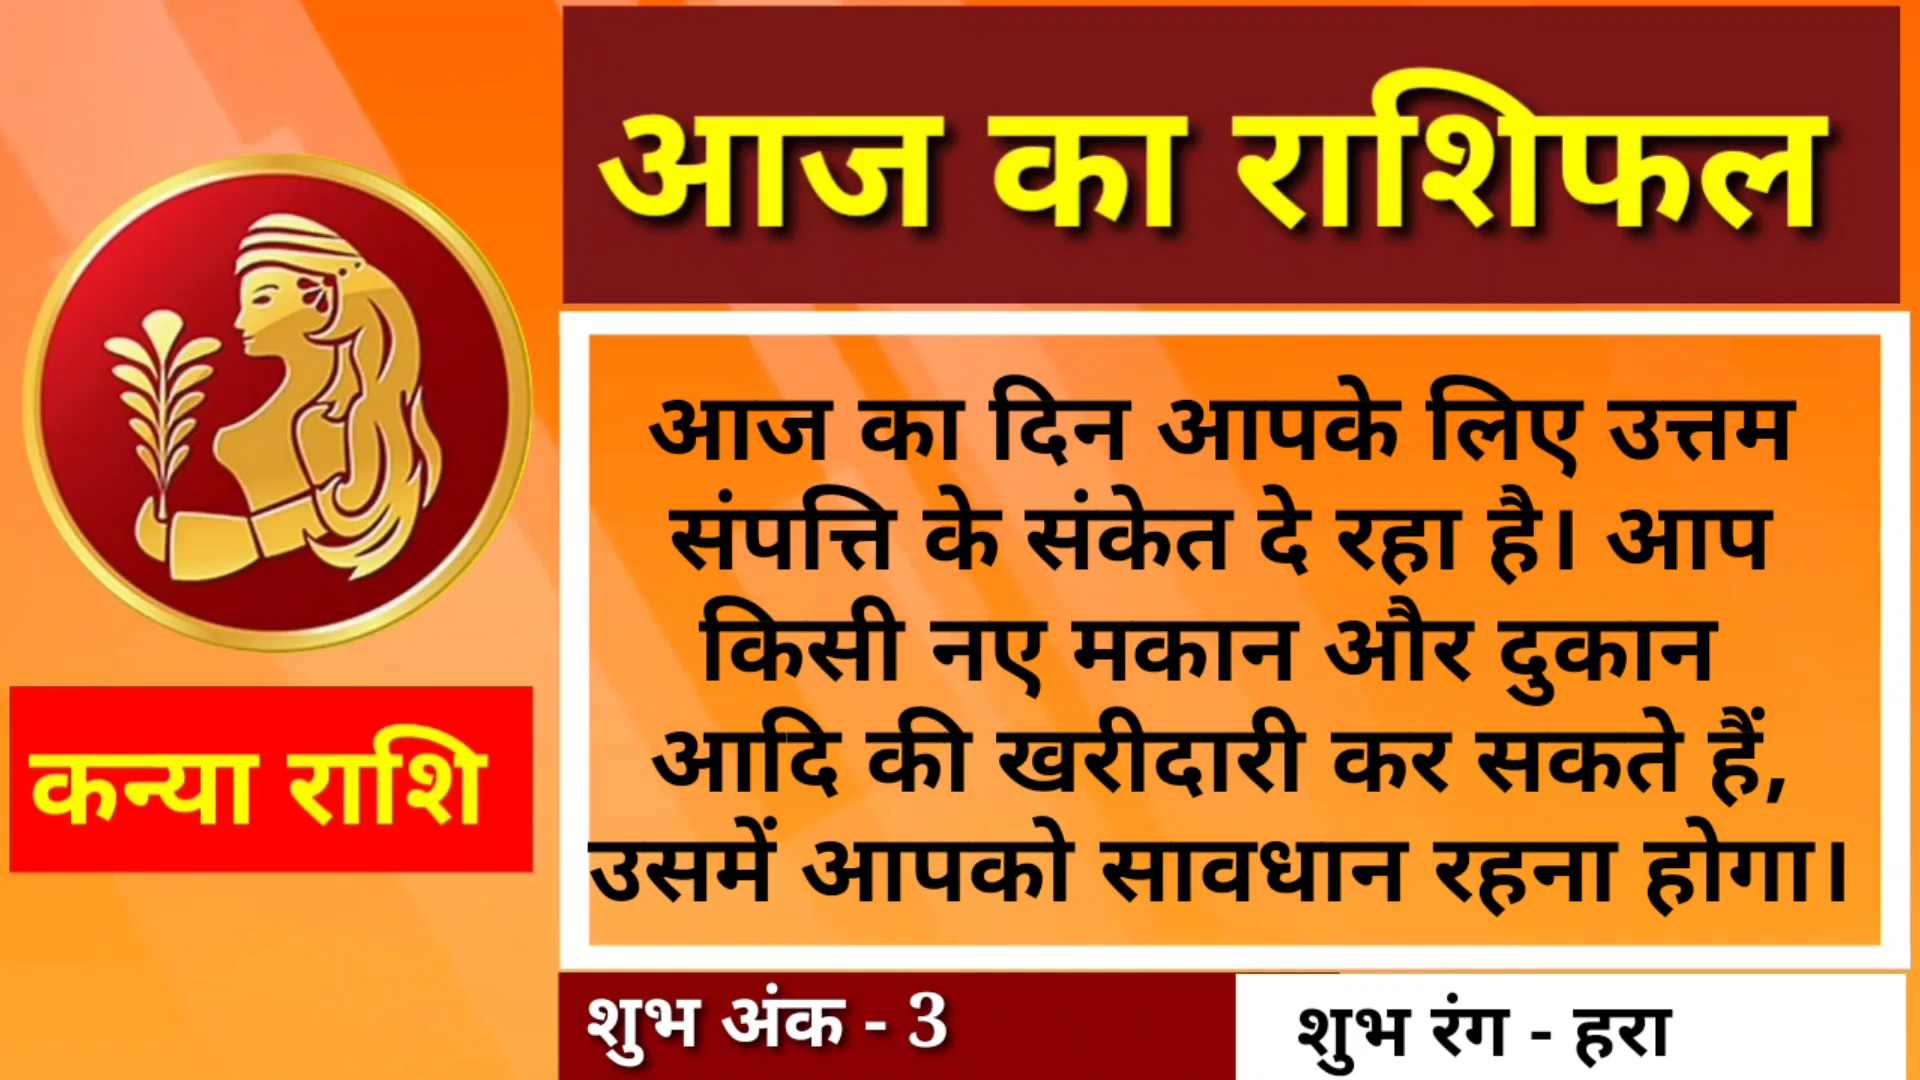 आज का राशिफल
कन्या राशि
आज का दिन आपके लिए उत्तम
संपत्ति के संकेत दे रहा है। आप
किसी नए मकान और दुकान
आदि की खरीदारी कर सकते हैं,
उसमें आपको सावधान रहना होगा।
शुभ अंक - 3
शुभ रंग - हरा